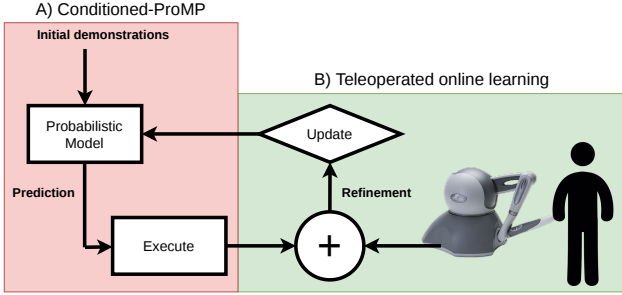 A) Conditioned-ProMP
Initial demonstrations
B) Teleoperated online learning
Probabilistic
Model
Update
Prediction
Refinement
Execute
+